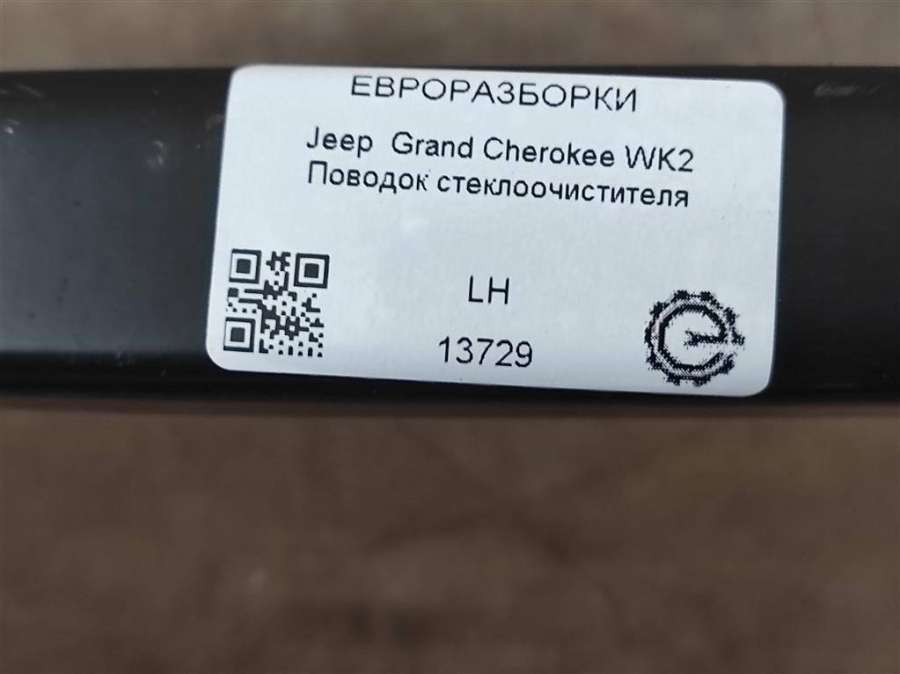 ЕВРОРАЗБОРКИ
Jeep  Grand Cherokee WK2
Поводок стеклоочистителя
LH
13729